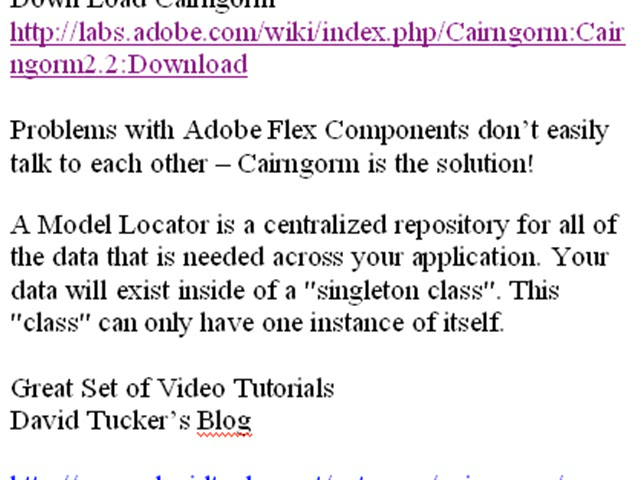 Down Load Cairngorm
http://labs.adobe.com/wiki/index.php/Cairngorm:Cair
ngorm2.2:Download
Problems with Adobe Flex Components don’t easily
talk to each other – Cairngorm is the solution!
A Model Locator is a centralized repository for all of
the data that is needed across your application. Your
data will exist inside of a "singleton class". This
"class" can only have one instance of itself.
Great Set of Video Tutorials
David Tucker’s Blog